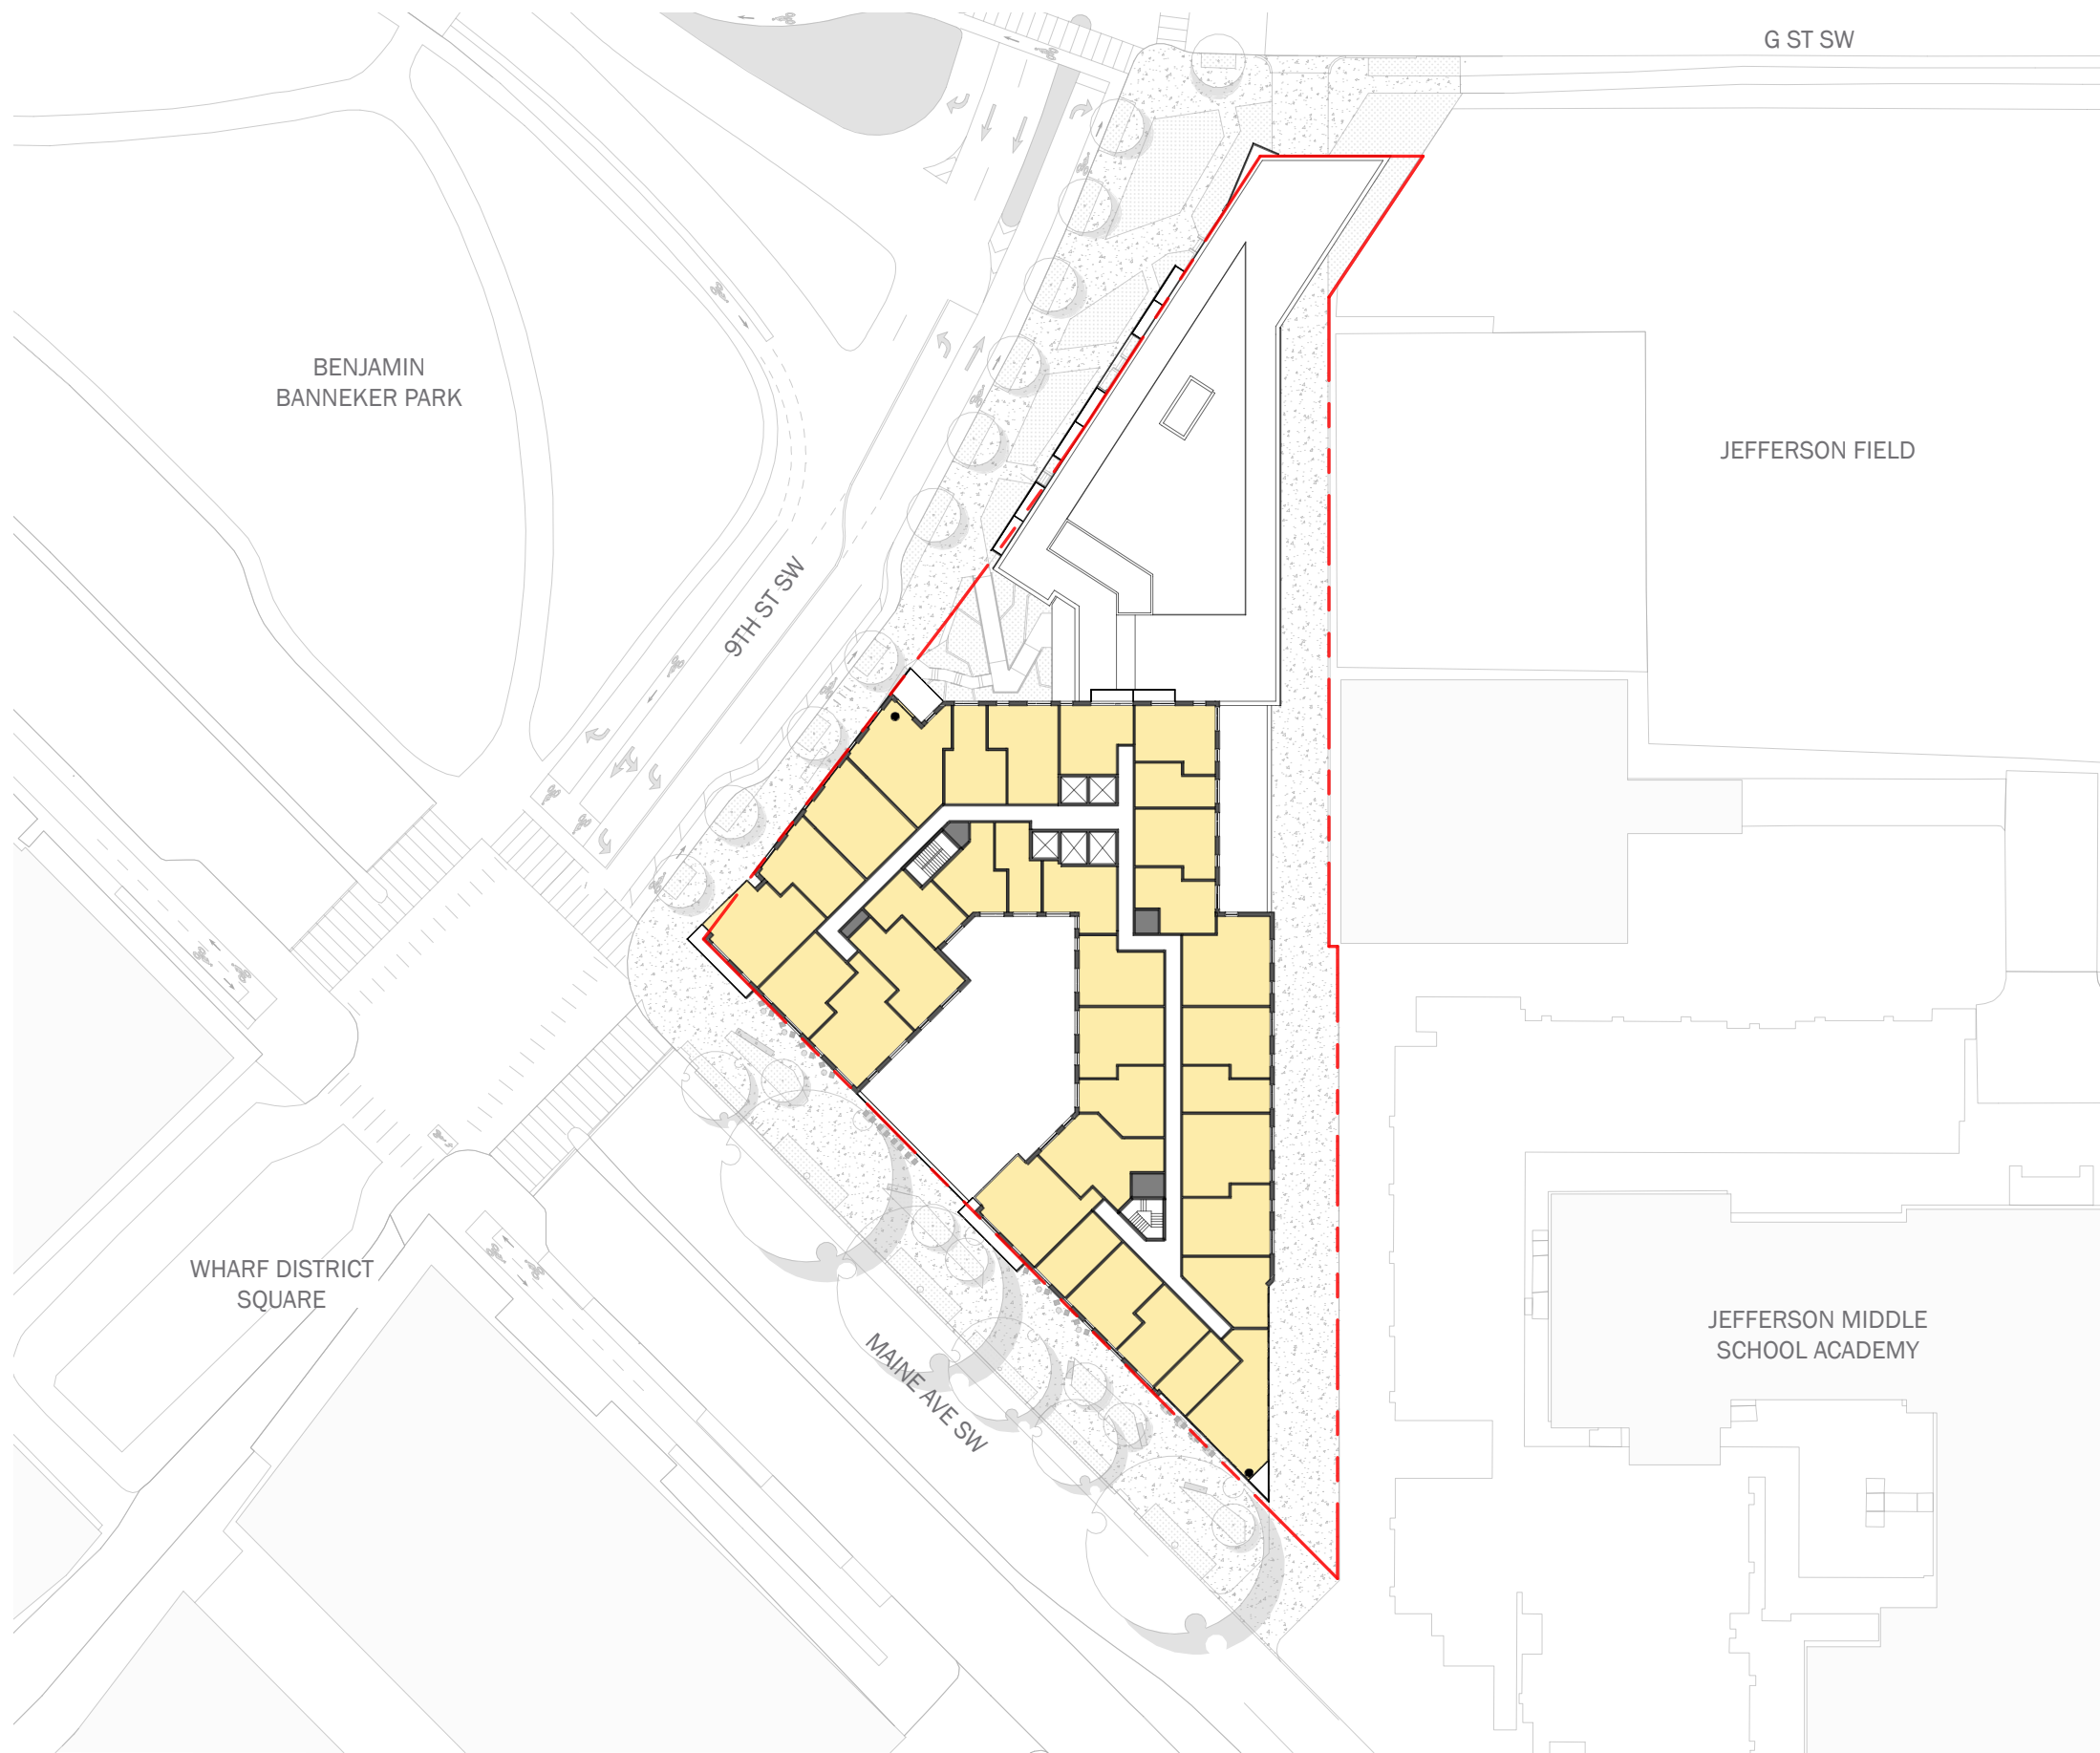 G ST SW
BENJAMIN
BANNEKER PARK
JEFFERSON FIELD
9TH ST SW
WHARF DISTRICT
SQUARE
MAINE AVE SW
JEFFERSON MIDDLE
SCHOOL ACADEMY